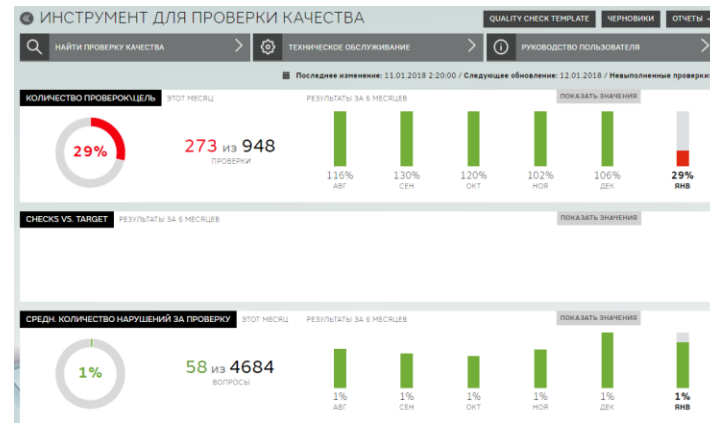 ИНСТРУМЕНТ ДЛЯ ПРОВЕРКИ КАЧЕСТВА
QUALITY CHECK TEMPLATE ЧЕРНОВИКИ ОТЧЕТЫ
НАЙТИ ПРОВЕРКУ КАЧЕСТВА ТЕХНИЧЕСКОЕ ОБСЛУЖИВАНИЕ РУКОВОДСТВО ПОЛЬЗОВАТЕЛЯ
Последнее изменение: 11.01.2018 2:20:00 / Следующее обновление: 12.01.2018 / Невыполненные проверки:
КОЛИЧЕСТВО ПРОВЕРОК\ЦЕЛЬ ЭТОТ МЕСЯЦ РЕЗУЛЬТАТЫ ЗА 6 МЕСЯЦЕВ ПОКАЗАТЬ ЗНАЧЕНИЯ
29% 273 из 948
ПРОВЕРКИ
116% 130% 120% 102% 106% 29%
АВГ СЕН ОКТ НОЯ ДЕК ЯНВ
CHECKS VS. TARGET РЕЗУЛЬТАТЫ ЗА 6 МЕСЯЦЕВ ПОКАЗАТЬ ЗНАЧЕНИЯ
СРЕДН. КОЛИЧЕСТВО НАРУШЕНИЙ ЗА ПРОВЕРКУ ЭТОТ МЕСЯЦ РЕЗУЛЬТАТЫ ЗА 6 МЕСЯЦЕВ ПОКАЗАТЬ ЗНАЧЕНИЯ
1% 58 из 4684
ВОПРОСЫ
1% 1% 1% 1% 1% 1%
АВГ СЕН ОКТ НОЯ ДЕК ЯНВ